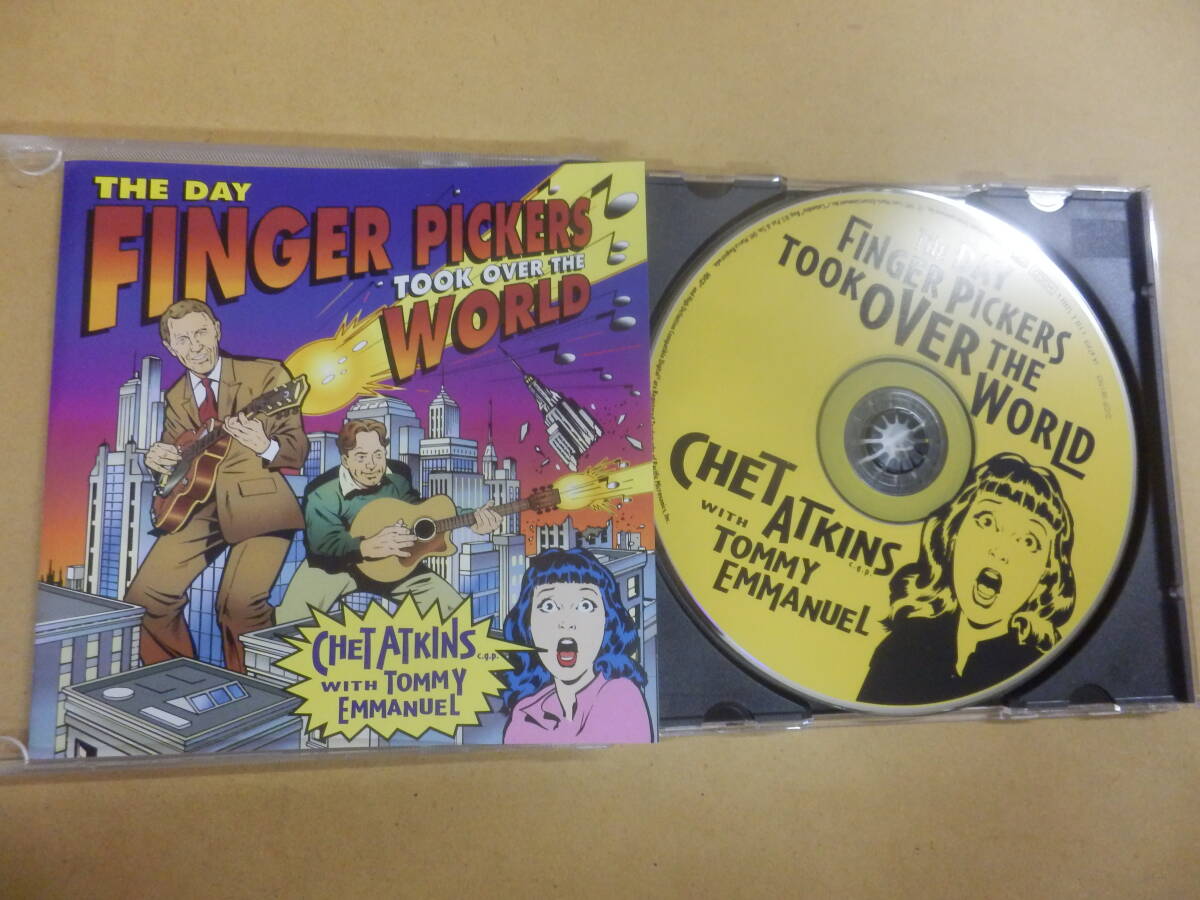 THE DAY
FINGER PICKERS
TOOK OVER THE
WORLD
CHET ATKINS c.g.p.
WITH TOMMY
EMMANUEL
THE DAY
FINGER PICKERS
TOOK OVER THE
WORLD
CHET ATKINS c.g.p.
WITH
TOMMY
EMMANUEL